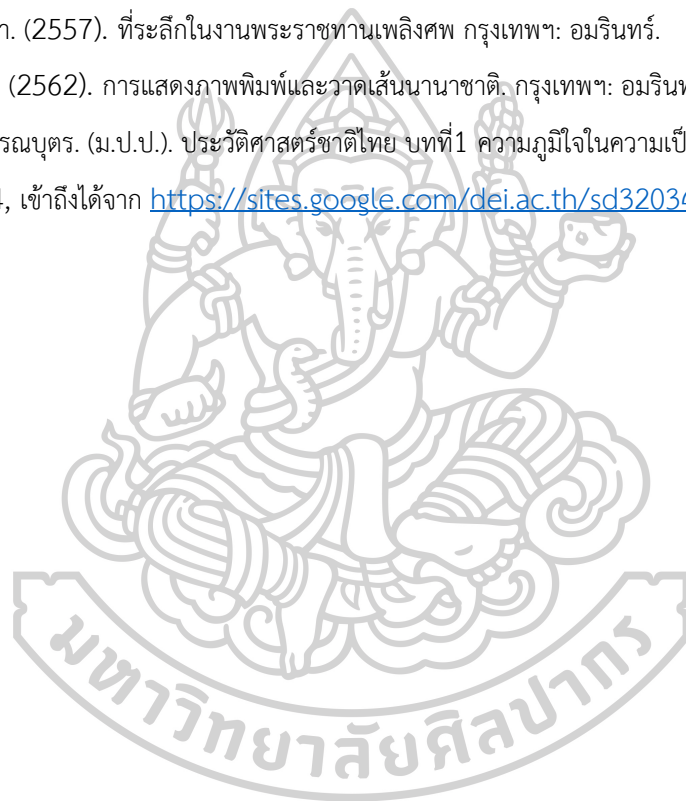 า. (2557). ที่ระลึกในงานพระราชทานเพลิงศพ กรุงเทพฯ: อมรินทร์.
(2562). การแสดงภาพพิมพ์และวาดเส้นนานาชาติ. กรุงเทพฯ: อมรินท
รณบุตร. (ม.ป.ป.). ประวัติศาสตร์ชาติไทย บทที่1 ความภูมิใจในความเป็
4, เข้าถึงได้จาก https://sites.google.com/dei.ac.th/sd32034
มหาวิทยาลัยศิลปากร